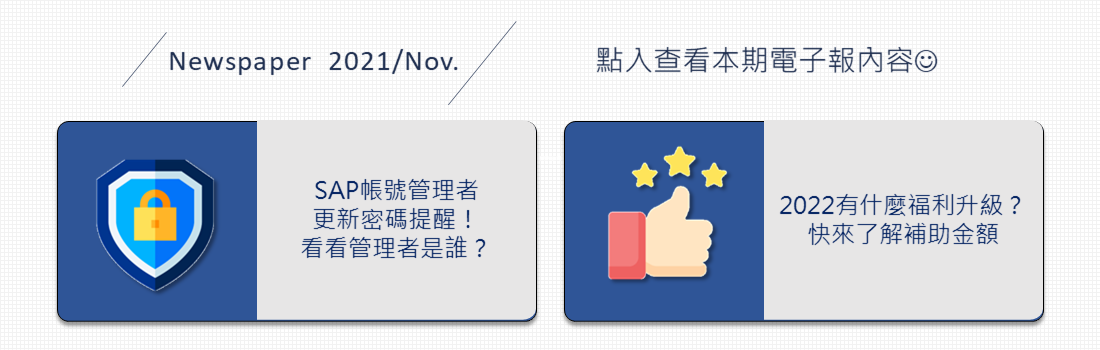 Newspaper 2021/Nov.
點入查看本期電子報內容☺
SAP帳號管理者
更新密碼提醒！
看看管理者是誰？
2022有什麼福利升級？
快來了解補助金額